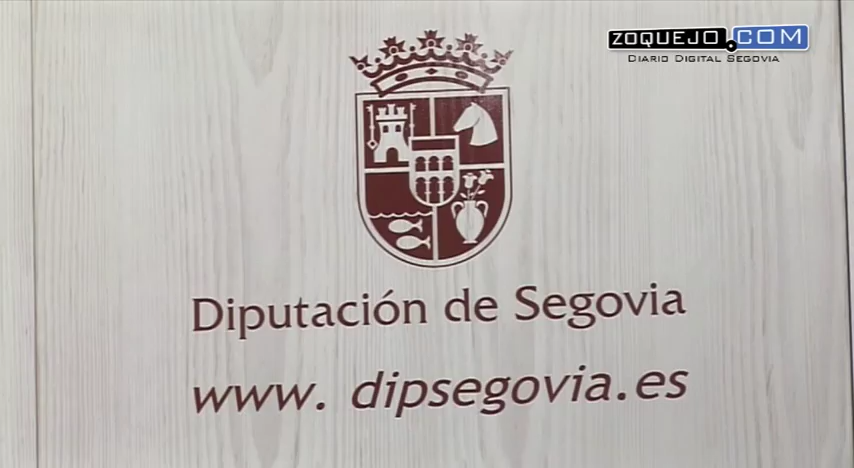 ZOQUEJO.COM
DIARIO DIGITAL SEGOVIA
Diputación de Segovia
www. dipsegovia.es